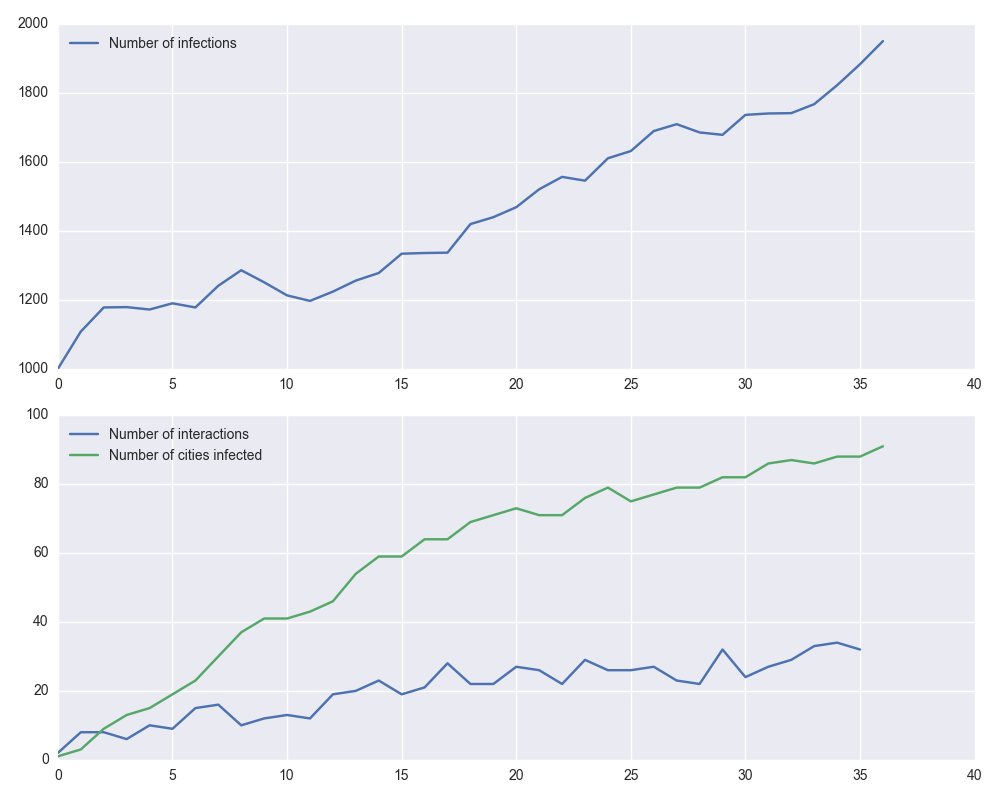 2000
Number of infections
1800
1600
1400
1200
1000
0 5 10 15 20 25 30 35 40
100
Number of interactions
Number of cities infected
80
60
40
20
0
0 5 10 15 20 25 30 35 40